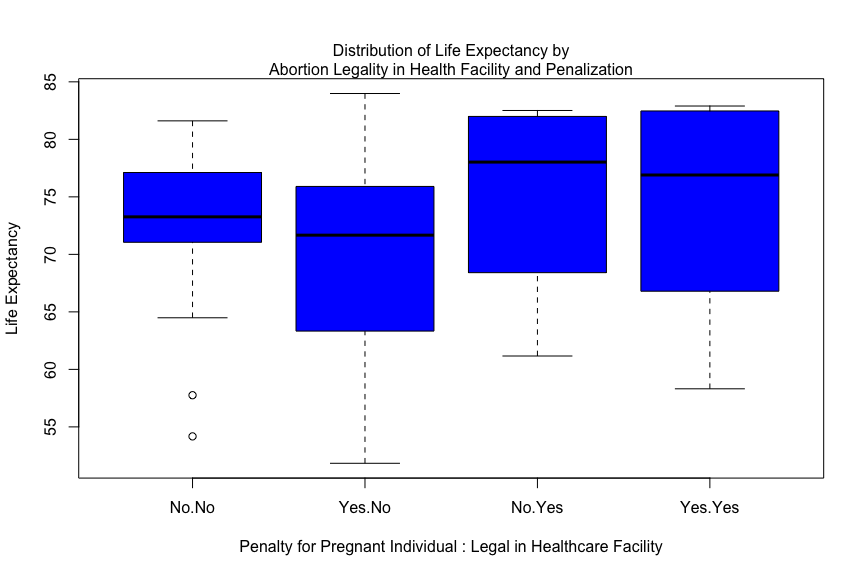 Distribution of Life Expectancy by
Abortion Legality in Health Facility and Penalization
Life Expectancy
85
80
75
70
65
60
55
No.No
Yes.No
No.Yes
Yes.Yes
Penalty for Pregnant Individual : Legal in Healthcare Facility